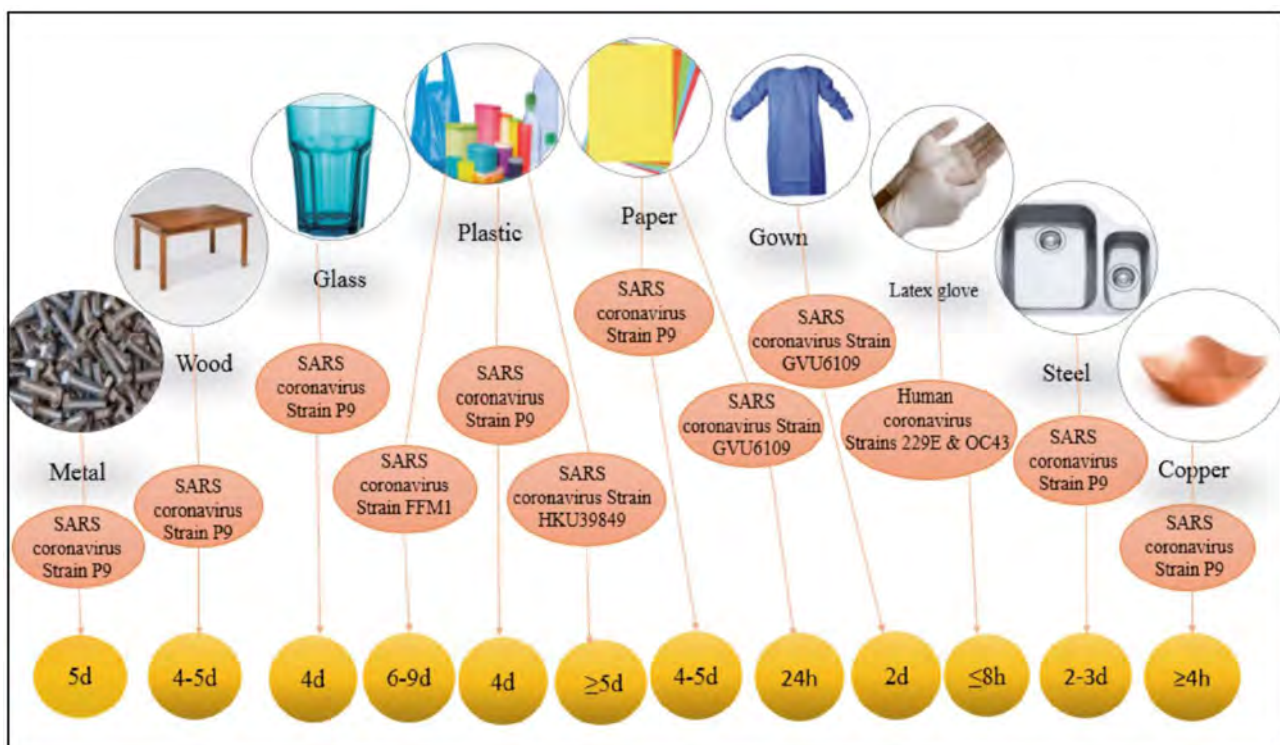 Metal
SARS
coronavirus
Strain P9
5d
Wood
SARS
coronavirus
Strain P9
4-5d
Glass
SARS
coronavirus
Strain P9
4d
Plastic
SARS
coronavirus
Strain FFM1
6-9d
SARS
coronavirus
Strain P9
4d
SARS
coronavirus Strain
HKU39849
≥5d
Paper
SARS
coronavirus
Strain P9
4-5d
SARS
coronavirus Strain
GVU6109
24h
Gown
SARS
coronavirus Strain
GVU6109
2d
Latex glove
Human
coronavirus
Strains 229E & OC43
≤8h
Steel
SARS
coronavirus
Strain P9
2-3d
Copper
SARS
coronavirus
Strain P9
≥4h